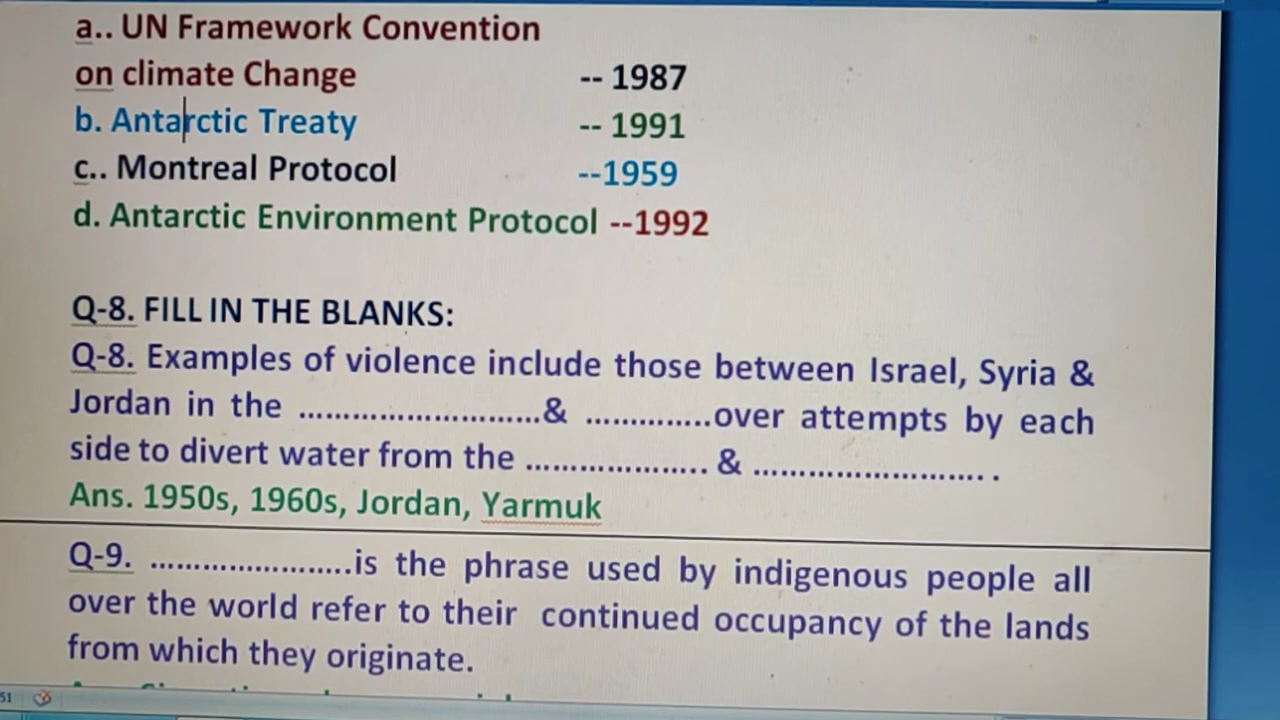 a.. UN Framework Convention
on climate Change -- 1987
b. Antarctic Treaty -- 1991
c.. Montreal Protocol --1959
d. Antarctic Environment Protocol --1992
Q-8. FILL IN THE BLANKS:
Q-8. Examples of violence include those between Israel, Syria &
Jordan in the ...........................& ..............over attempts by each
side to divert water from the .................... & .......................... .
Ans. 1950s, 1960s, Jordan, Yarmuk
Q-9. .......................is the phrase used by indigenous people all
over the world refer to their continued occupancy of the lands
from which they originate.
51